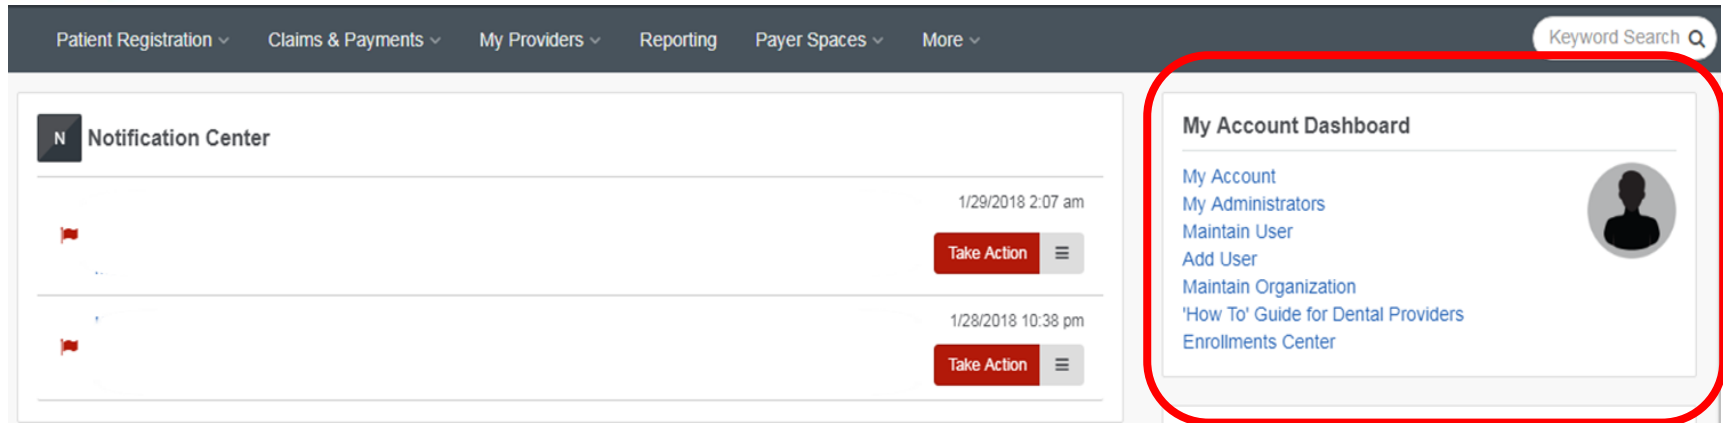 Patient Registration Claims & Payments My Providers Reporting Payer Spaces More Keyword Search
N Notification Center
1/29/2018 2:07 am
Take Action
1/28/2018 10:38 pm
Take Action
My Account Dashboard
My Account
My Administrators
Maintain User
Add User
Maintain Organization
'How To' Guide for Dental Providers
Enrollments Center